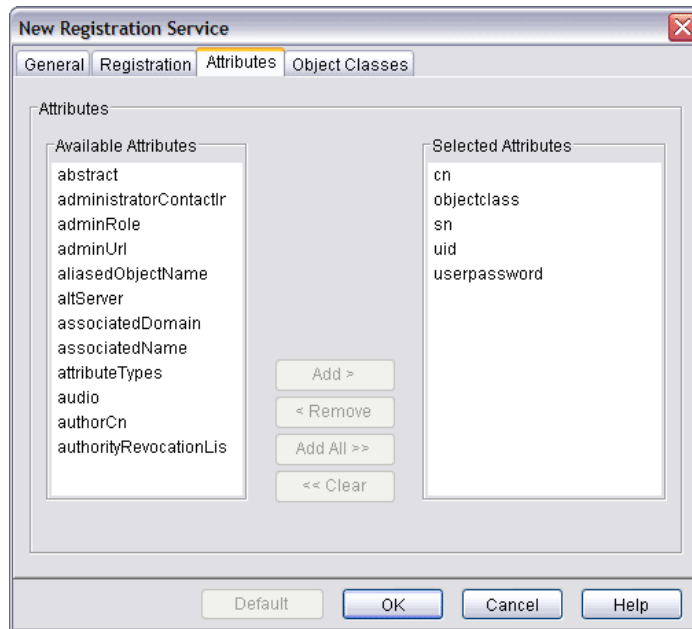 New Registration Service
General Registration Attributes Object Classes
Attributes
Available Attributes
abstract
administratorContactIr
adminRole
adminUrl
aliasedObjectName
altServer
associatedDomain
associatedName
attributeTypes
audio
authorCn
authorityRevocationLis
Add >
< Remove
Add All >>
<< Clear
Selected Attributes
cn
objectclass
sn
uid
userpassword
Default OK Cancel Help